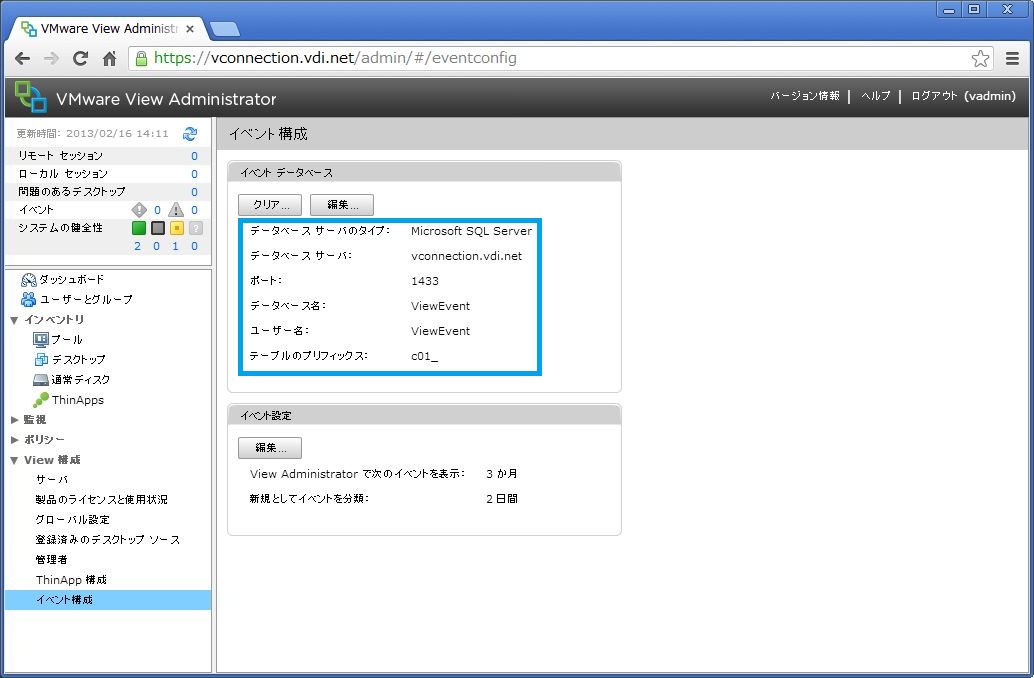 VMware View Administr
https://vconnection.vdi.net/admin/#/eventconfig
VMware View Administrator
バージョン情報 | ヘルプ | ログアウト (vadmin)
更新時間: 2013/02/16 14:11
リモート セッション 0
ローカル セッション 0
問題のあるデスクトップ 0
イベント 0 0
システムの健全性
2 0 1 0
ダッシュボード
ユーザーとグループ
インベントリ
プール
デスクトップ
通常ディスク
ThinApps
監視
ポリシー
View 構成
サーバ
製品のライセンスと使用状況
グローバル設定
登録済みのデスクトップ ソース
管理者
ThinApp 構成
イベント構成
イベント構成
イベント データベース
クリア... 編集...
データベース サーバのタイプ: Microsoft SQL Server
データベース サーバ: vconnection.vdi.net
ポート: 1433
データベース名: ViewEvent
ユーザー名: ViewEvent
テーブルのプリフィックス: c01_
イベント設定
編集...
View Administrator で次のイベントを表示: 3 か月
新規としてイベントを分類: 2 日間